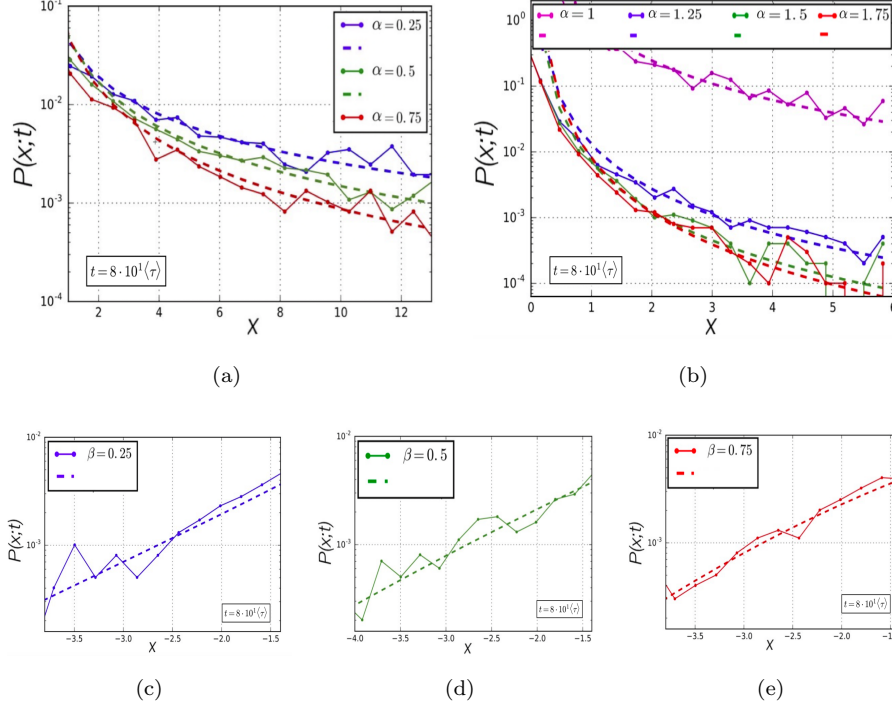 10^{-1}
10^{-2}
10^{-3}
10^{-4}
P(x;t)
α=0.25
α=0.5
α=0.75
t=8·10^1⟨τ⟩
2 4 6 8 10 12
X
(a)
10^0
10^{-1}
10^{-2}
10^{-3}
10^{-4}
P(x;t)
α=1 α=1.25 α=1.5 α=1.75
t=8·10^1⟨τ⟩
0 1 2 3 4 5 6
X
(b)
10^{-2}
10^{-3}
P(x;t)
β=0.25
t=8·10^1⟨τ⟩
−3.5 −3.0 −2.5 −2.0 −1.5
X
(c)
10^{-2}
10^{-3}
P(x;t)
β=0.5
t=8·10^1⟨τ⟩
−4.0 −3.5 −3.0 −2.5 −2.0 −1.5
X
(d)
10^{-2}
10^{-3}
P(x;t)
β=0.75
t=8·10^1⟨τ⟩
−3.5 −3.0 −2.5 −2.0 −1.5
X
(e)